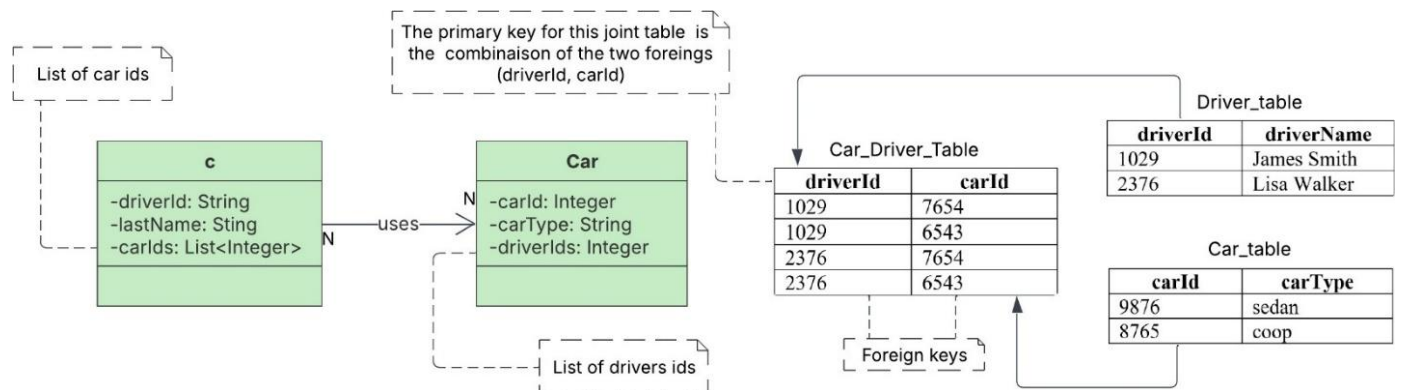 The primary key for this joint table is
the combinaison of the two foreings
(driverId, carId)
List of car ids
c
-driverId: String
-lastName: Sting
-carIds: List<Integer>
N
uses
N
Car
-carId: Integer
-carType: String
-driverIds: Integer
List of drivers ids
Car_Driver_Table
driverId carId
1029 7654
1029 6543
2376 7654
2376 6543
Foreign keys
Driver_table
driverId driverName
1029 James Smith
2376 Lisa Walker
Car_table
carId carType
9876 sedan
8765 coop